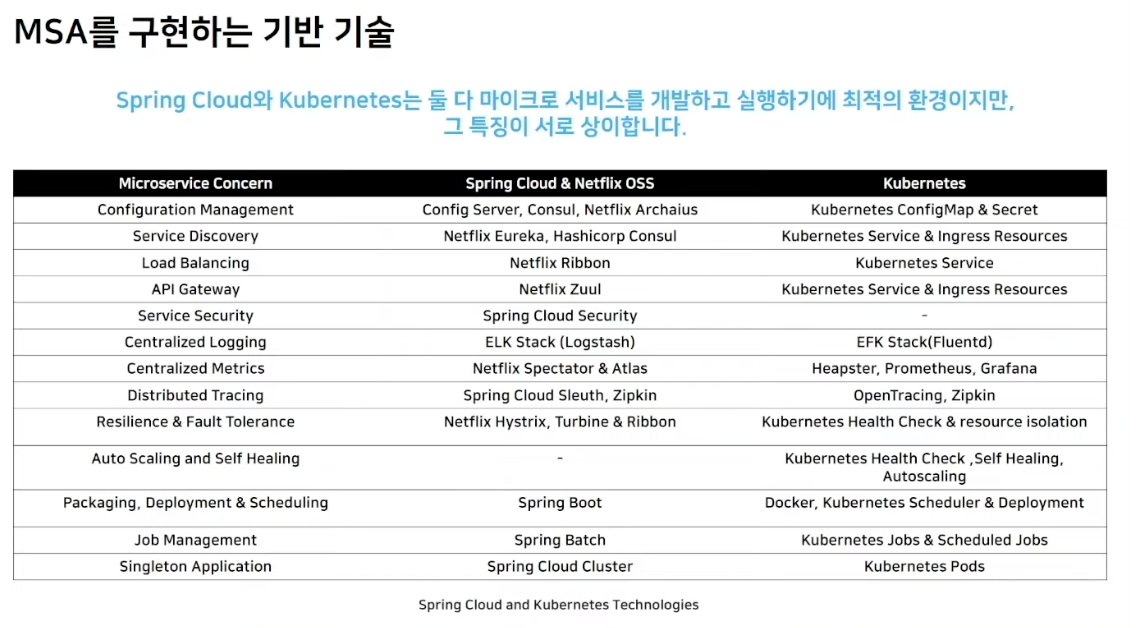 MSA를 구현하는 기반 기술
Spring Cloud와 Kubernetes는 둘 다 마이크로 서비스를 개발하고 실행하기에 최적의 환경이지만,
그 특징이 서로 상이합니다.
Microservice Concern Spring Cloud & Netflix OSS Kubernetes
Configuration Management Config Server, Consul, Netflix Archaius Kubernetes ConfigMap & Secret
Service Discovery Netflix Eureka, Hashicorp Consul Kubernetes Service & Ingress Resources
Load Balancing Netflix Ribbon Kubernetes Service
API Gateway Netflix Zuul Kubernetes Service & Ingress Resources
Service Security Spring Cloud Security -
Centralized Logging ELK Stack (Logstash) EFK Stack(Fluentd)
Centralized Metrics Netflix Spectator & Atlas Heapster, Prometheus, Grafana
Distributed Tracing Spring Cloud Sleuth, Zipkin OpenTracing, Zipkin
Resilience & Fault Tolerance Netflix Hystrix, Turbine & Ribbon Kubernetes Health Check & resource isolation
Auto Scaling and Self Healing - Kubernetes Health Check ,Self Healing,
Autoscaling
Packaging, Deployment & Scheduling Spring Boot Docker, Kubernetes Scheduler & Deployment
Job Management Spring Batch Kubernetes Jobs & Scheduled Jobs
Singleton Application Spring Cloud Cluster Kubernetes Pods
Spring Cloud and Kubernetes Technologies